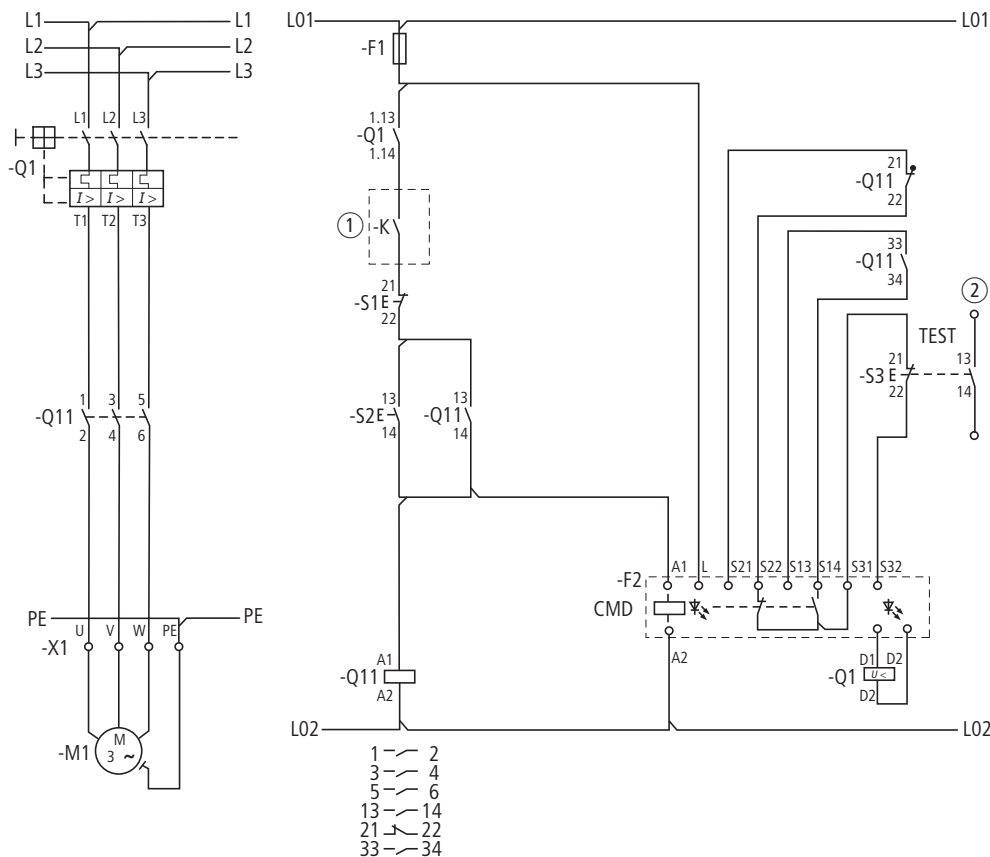 L1 L1
L2 L2
L3 L3
L1 L2 L3
-Q1
I> I> I>
T1 T2 T3
1 3 5
-Q11
2 4 6
PE PE
U V W PE
-X1
-M1
M
3 ~
L01 L01
-F1
1.13
-Q1
1.14
1
-K
21
-S1E
22
13
-S2E
14
13
-Q11
14
21
-Q11
22
33
-Q11
34
2
TEST
21
-S3 E
22
13
14
-F2
A1 L S21 S22 S13 S14 S31 S32
CMD
A2
D1 D2
-Q1
U<
D2
A1
-Q11
A2
L02 L02
1 2
3 4
5 6
13 14
21 22
33 34